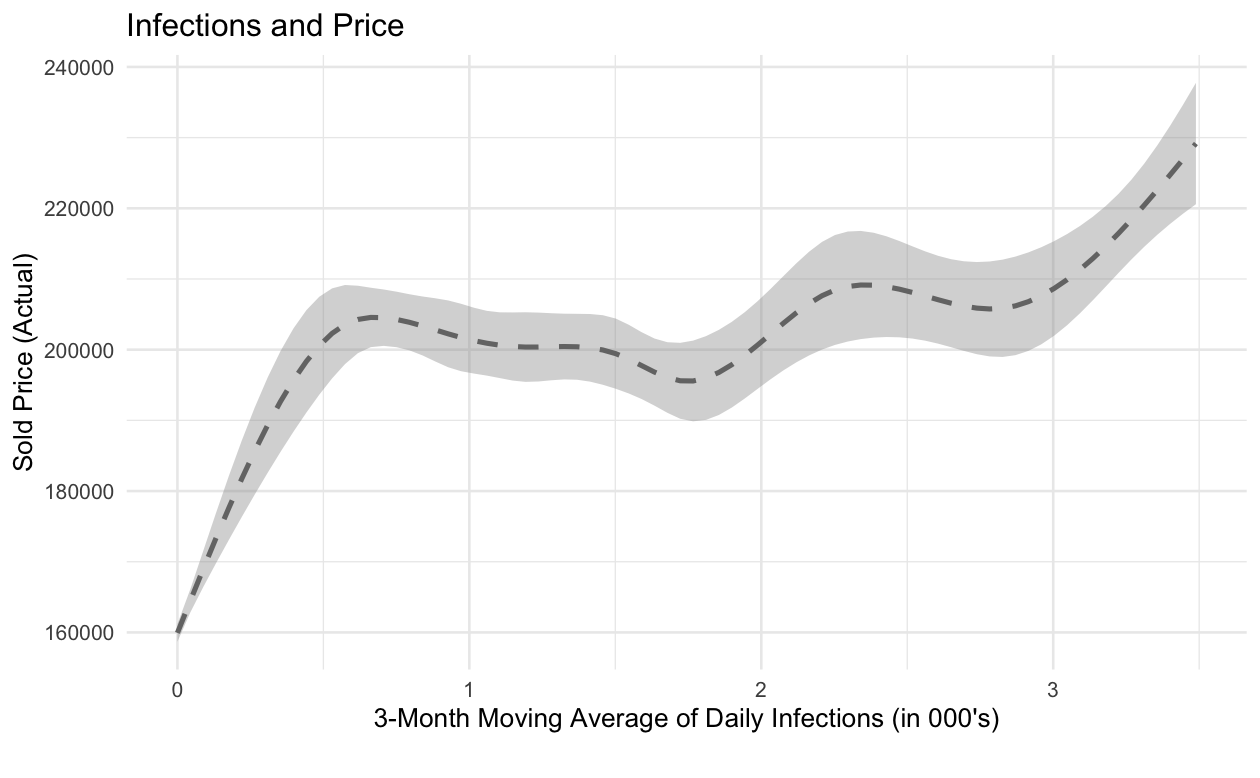 Infections and Price
240000
220000
200000
180000
160000
Sold Price (Actual)
0 1 2 3
3-Month Moving Average of Daily Infections (in 000's)